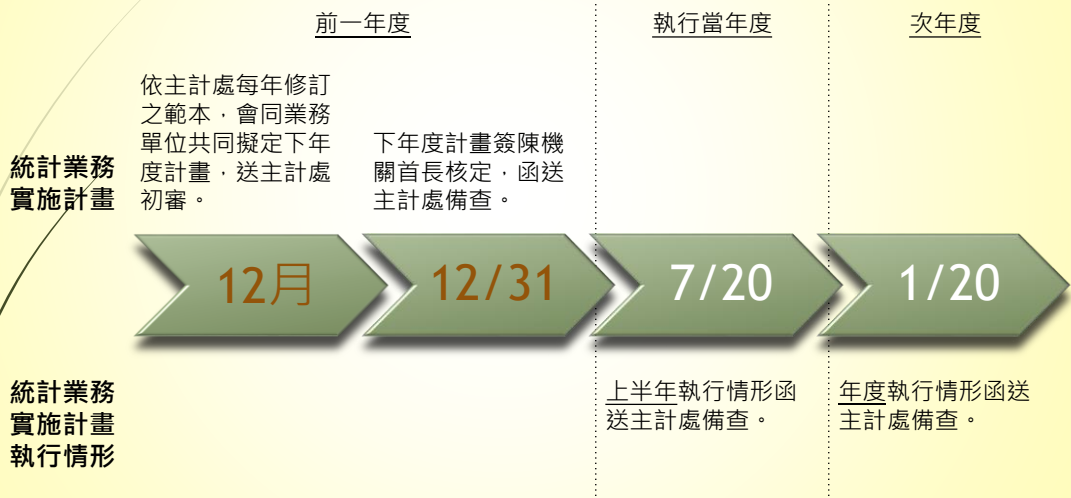 前一年度
執行當年度
次年度
依主計處每年修訂
之範本，會同業務
單位共同擬定下年
度計畫，送主計處
初審。
下年度計畫簽陳機
關首長核定，函送
主計處備查。
統計業務
實施計畫
12月
12/31
7/20
1/20
統計業務
實施計畫
執行情形
上半年執行情形函
送主計處備查。
年度執行情形函送
主計處備查。